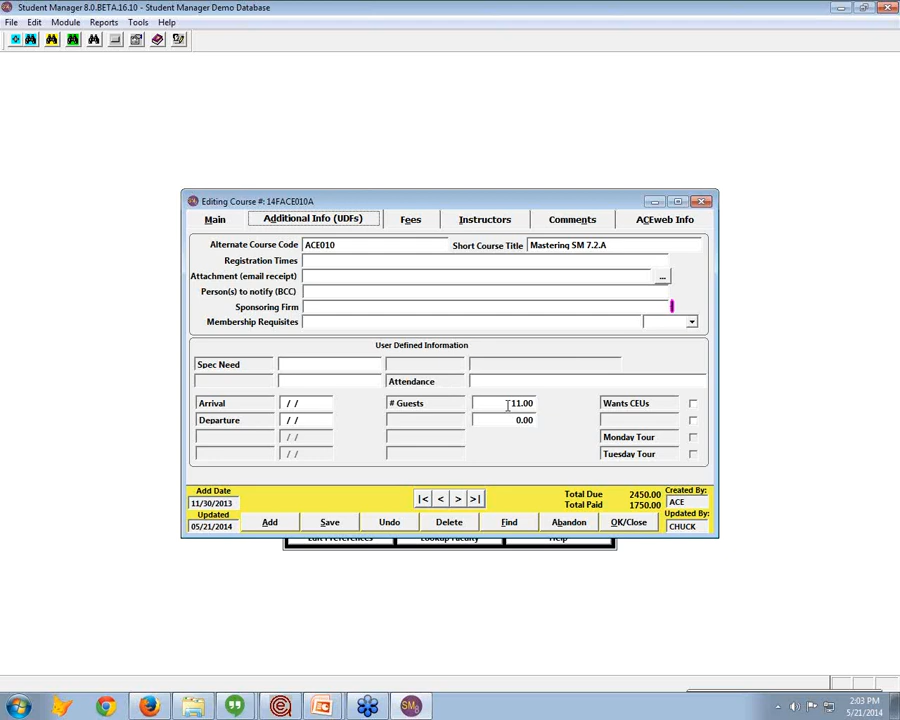 Student Manager 8.0.BETA.16.10 - Student Manager Demo Database
File Edit Module Reports Tools Help
Editing Course #: 14FACE010A
Main Additional Info (UDFs) Fees Instructors Comments ACEweb Info
Alternate Course Code ACE010 Short Course Title Mastering SM 7.2.A
Registration Times
Attachment (email receipt) ...
Person(s) to notify (BCC)
Sponsoring Firm
Membership Requisites
User Defined Information
Spec Need
Attendance
Arrival / / # Guests 11.00 Wants CEUs
Departure / / 0.00
/ / Monday Tour
/ / Tuesday Tour
Add Date |< < > >| Total Due 2450.00 Created By:
11/30/2013 Total Paid 1750.00 ACE
Updated Updated By:
05/21/2014 Add Save Undo Delete Find Abandon OK/Close CHUCK
Edit Preferences Lookup Faculty Help
2:03 PM
5/21/2014